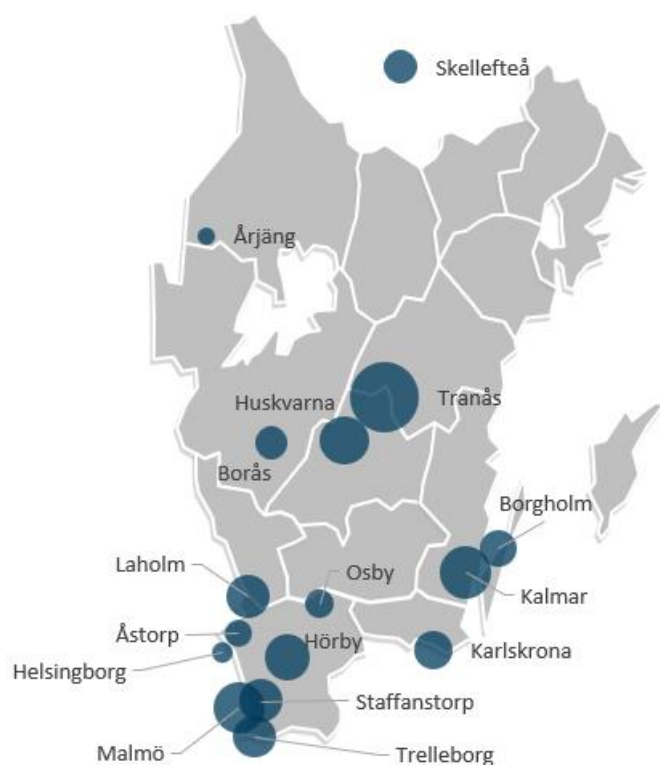 Skellefteå
Årjäng
Huskvarna
Tranås
Borås
Borgholm
Laholm
Osby
Kalmar
Åstorp
Hörby
Karlskrona
Helsingborg
Staffanstorp
Malmö
Trelleborg